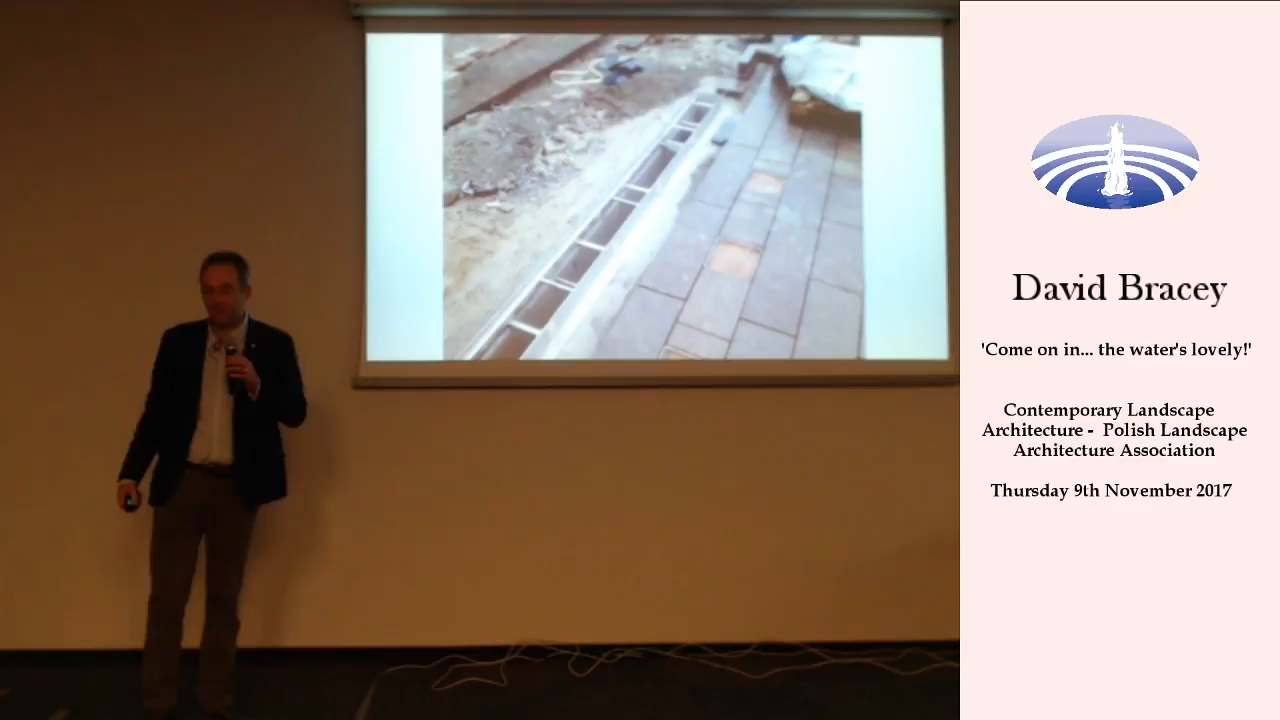 David Bracey
'Come on in... the water's lovely!'
Contemporary Landscape
Architecture - Polish Landscape
Architecture Association
Thursday 9th November 2017